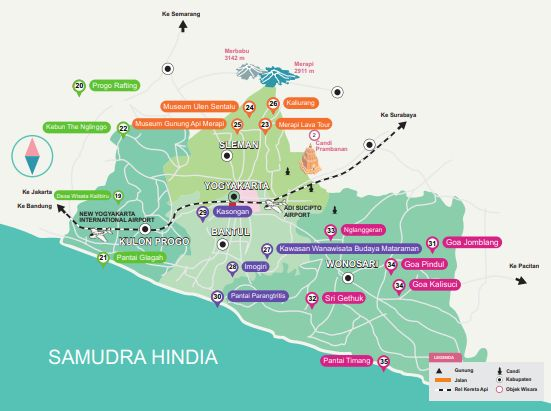 Ke Semarang
Merbabu
3142 m
Merapi
2911 m
20 Progo Rafting
Museum Ulen Sentalu 24
26 Kaliurang
Ke Surabaya
Kebun The Nglinggo 22
Museum Gunung Api Merapi 25
23 Merapi Lava Tour
2
Candi
Prambanan
SLEMAN
Ke Jakarta
Ke Bandung
Desa Wisata Kalibiru 19
YOGYAKARTA
NEW YOGYAKARTA
INTERNATIONAL AIRPORT
29 Kasongan
ADI SUCIPTO
AIRPORT
KULON PROGO
BANTUL
33 Nglanggeran
31 Goa Jomblang
27 Kawasan Wanawisata Budaya Mataraman
21 Pantai Glagah
28 Imogiri
WONOSARI
34 Goa Pindul
Ke Pacitan
34 Goa Kalisuci
30 Pantai Parangtritis
32 Sri Gethuk
SAMUDRA HINDIA
Pantai Timang 35
LEGENDA
Gunung
Candi
Jalan
Kabupaten
Rel Kereta Api
Objek Wisara